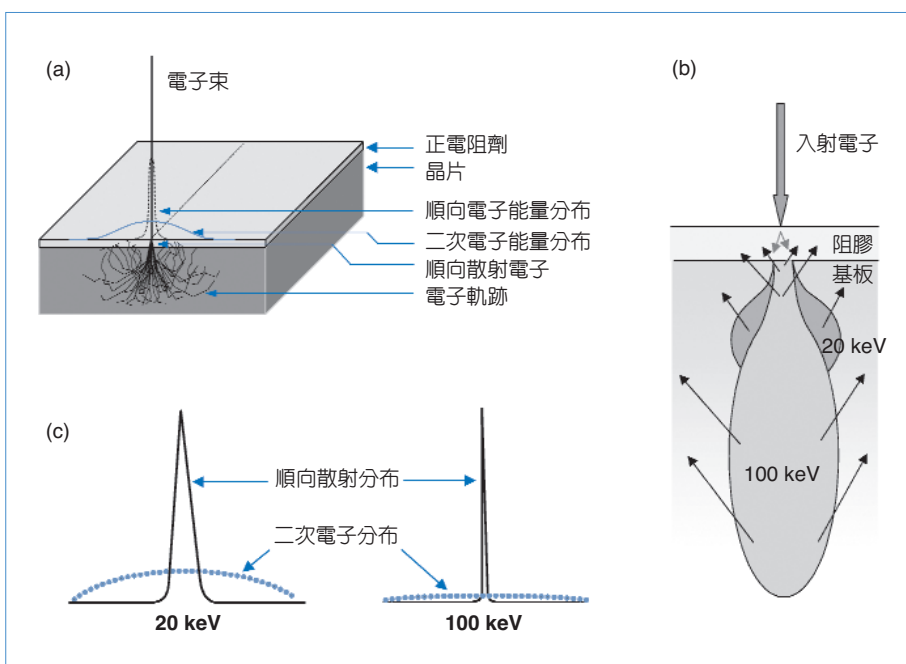 (a)
電子束
正電阻劑
晶片
順向電子能量分布
二次電子能量分布
順向散射電子
電子軌跡
(b)
入射電子
阻膠
基板
20 keV
100 keV
(c)
順向散射分布
二次電子分布
20 keV
100 keV